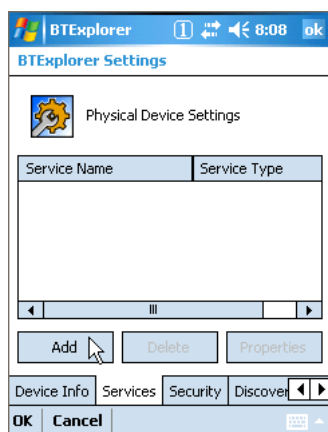 BTExplorer 1 8:08 ok
BTExplorer Settings
Physical Device Settings
Service Name Service Type
Add Delete Properties
Device Info Services Security Discover
OK Cancel